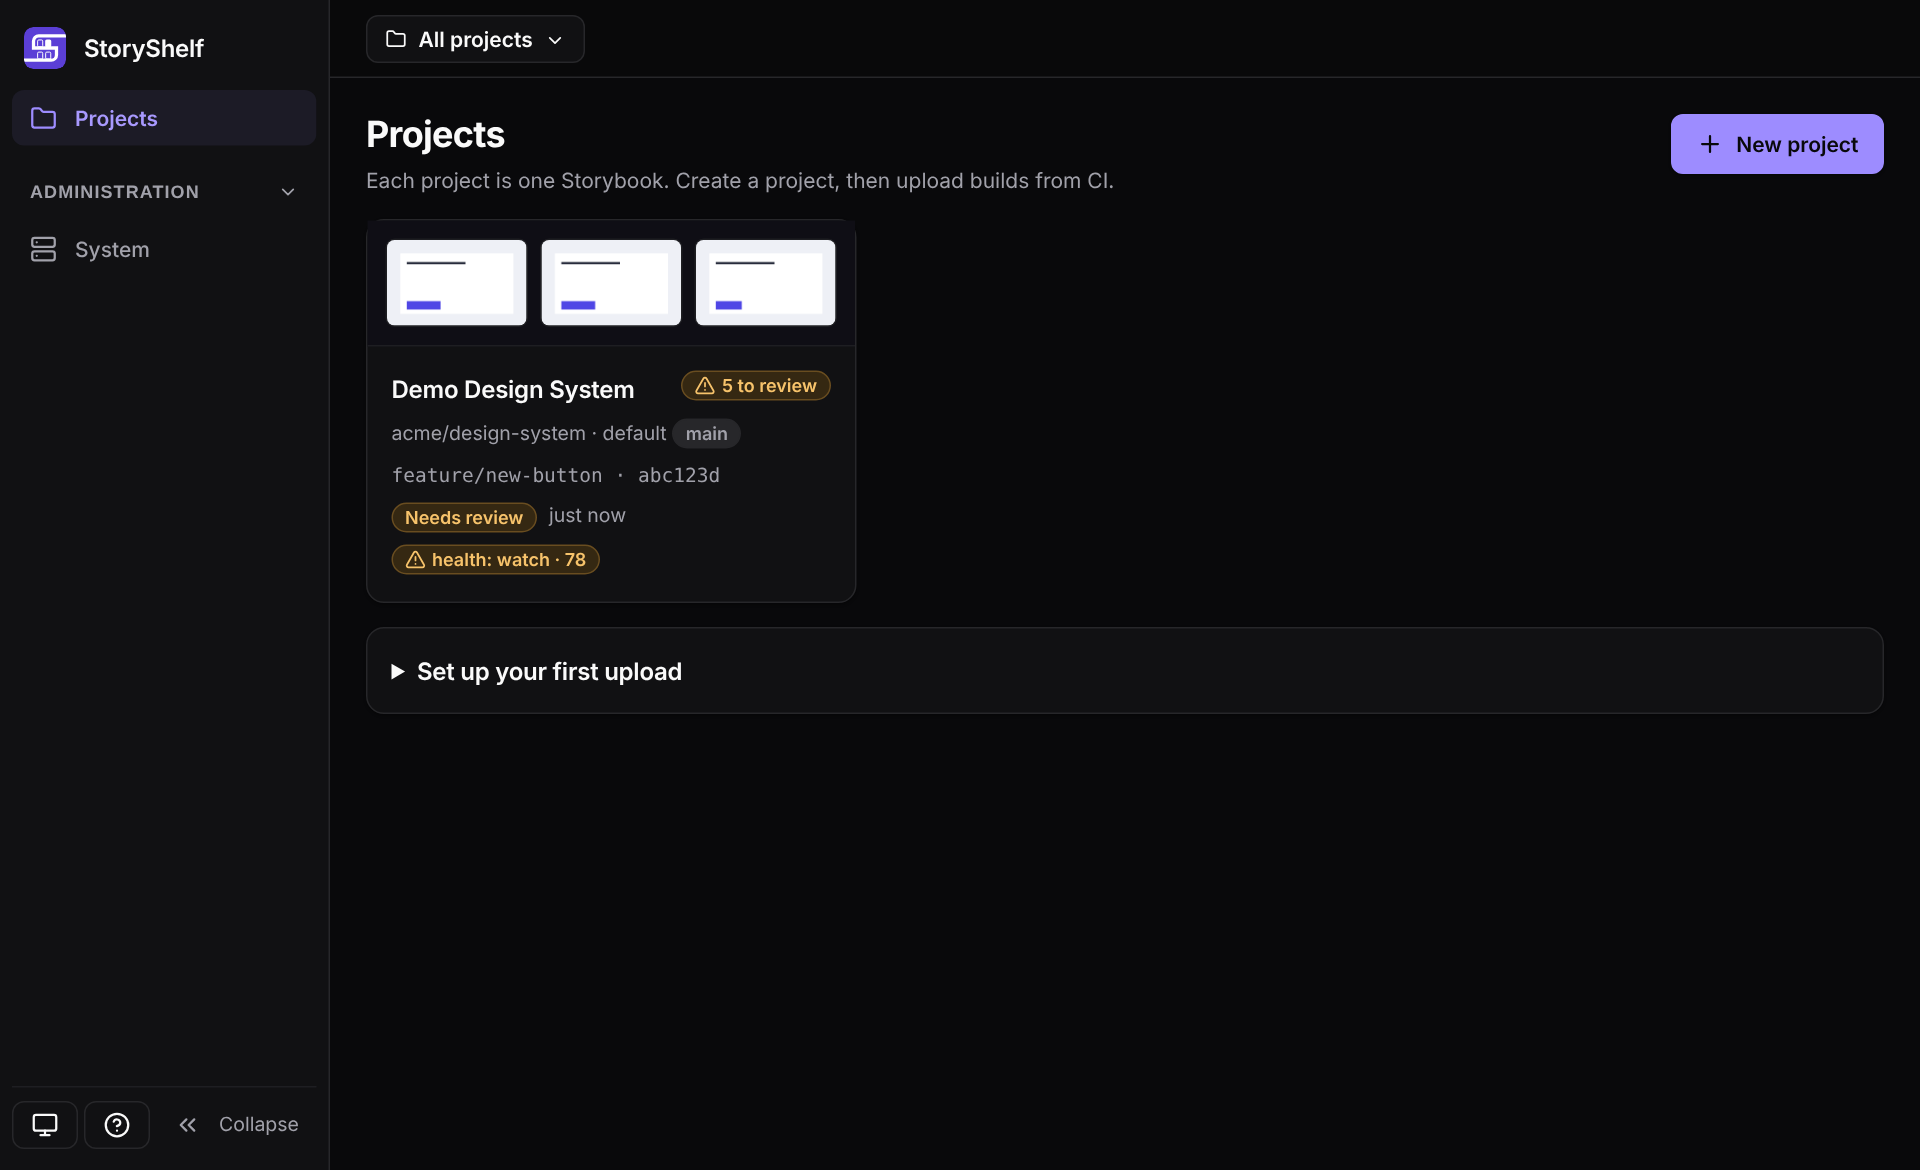 StoryShelf
Projects
ADMINISTRATION
System
Collapse
All projects
Projects
Each project is one Storybook. Create a project, then upload builds from CI.
New project
Demo Design System
5 to review
acme/design-system · default main
feature/new-button · abc123d
Needs review just now
health: watch · 78
Set up your first upload